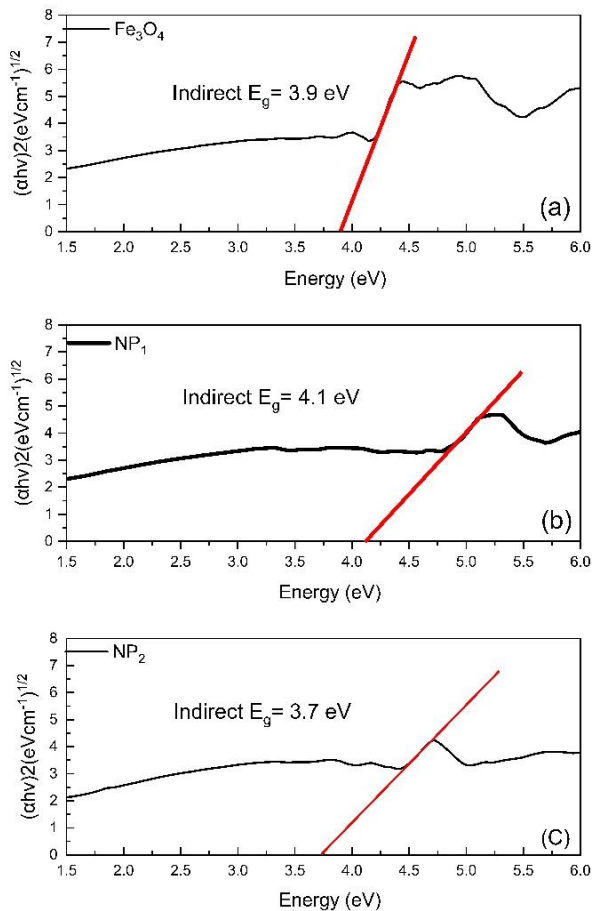 Fe₃O₄
Indirect E_g= 3.9 eV
(αhν)2(eVcm⁻¹)¹/²
8
7
6
5
4
3
2
1
0
(a)
1.5 2.0 2.5 3.0 3.5 4.0 4.5 5.0 5.5 6.0
Energy (eV)
NP₁
Indirect E_g= 4.1 eV
(αhν)2(eVcm⁻¹)¹/²
8
7
6
5
4
3
2
1
0
(b)
1.5 2.0 2.5 3.0 3.5 4.0 4.5 5.0 5.5 6.0
Energy (eV)
NP₂
Indirect E_g= 3.7 eV
(αhν)2(eVcm⁻¹)¹/²
8
7
6
5
4
3
2
1
0
(C)
1.5 2.0 2.5 3.0 3.5 4.0 4.5 5.0 5.5 6.0
Energy (eV)